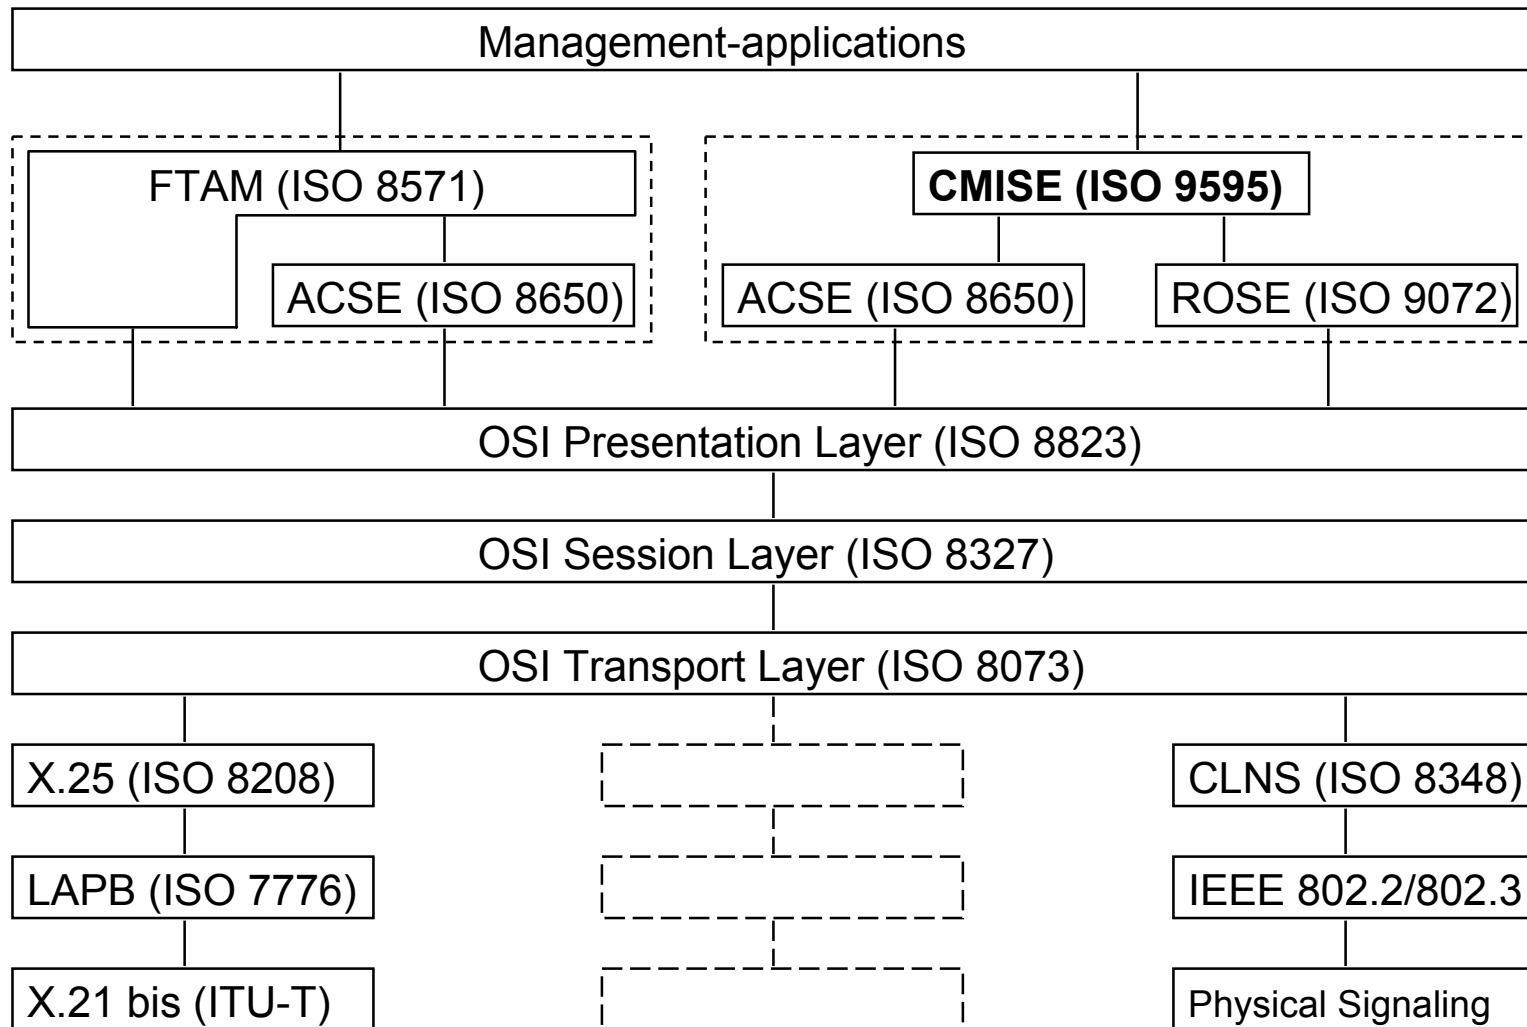 Management-applications
FTAM (ISO 8571)
CMISE (ISO 9595)
ACSE (ISO 8650)
ACSE (ISO 8650)
ROSE (ISO 9072)
OSI Presentation Layer (ISO 8823)
OSI Session Layer (ISO 8327)
OSI Transport Layer (ISO 8073)
X.25 (ISO 8208)
CLNS (ISO 8348)
LAPB (ISO 7776)
IEEE 802.2/802.3
X.21 bis (ITU-T)
Physical Signaling